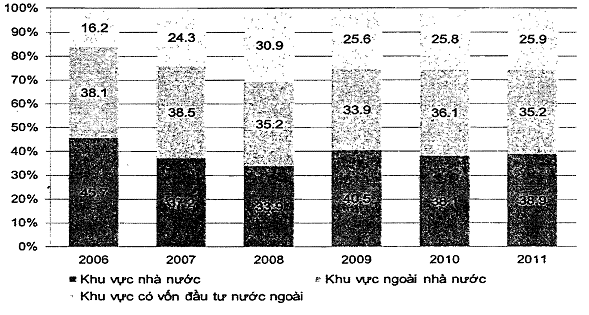 100%
90%
80%
70%
60%
50%
40%
30%
20%
10%
0%
16.2 24.3 30.9 25.6 25.8 25.9
38.1 38.5 35.2 33.9 36.1 35.2
45.7 37.2 33.9 40.5 38.1 38.9
2006 2007 2008 2009 2010 2011
Khu vực nhà nước Khu vực ngoài nhà nước
Khu vực có vốn đầu tư nước ngoài